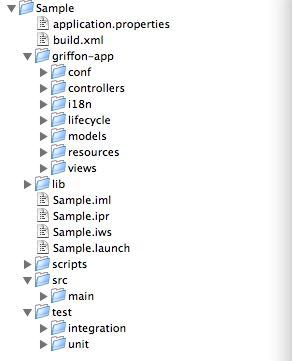 Sample
application.properties
build.xml
griffon-app
conf
controllers
i18n
lifecycle
models
resources
views
lib
Sample.iml
Sample.ipr
Sample.iws
Sample.launch
scripts
src
main
test
integration
unit